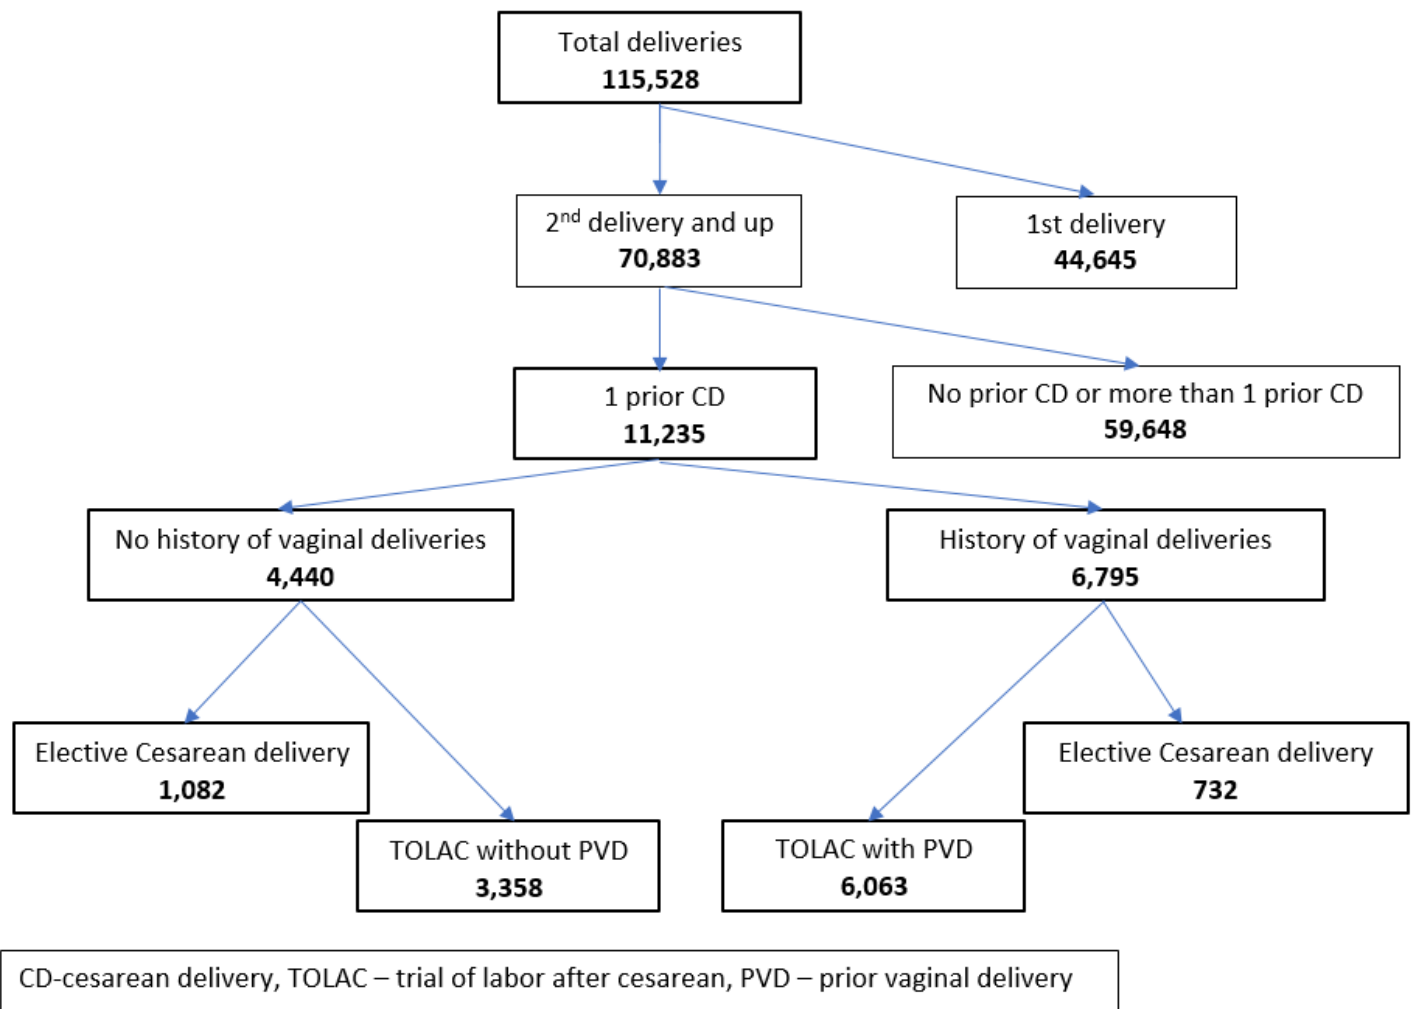 Total deliveries
115,528
2nd delivery and up
70,883
1st delivery
44,645
1 prior CD
11,235
No prior CD or more than 1 prior CD
59,648
No history of vaginal deliveries
4,440
History of vaginal deliveries
6,795
Elective Cesarean delivery
1,082
TOLAC without PVD
3,358
TOLAC with PVD
6,063
Elective Cesarean delivery
732
CD-cesarean delivery, TOLAC – trial of labor after cesarean, PVD – prior vaginal delivery